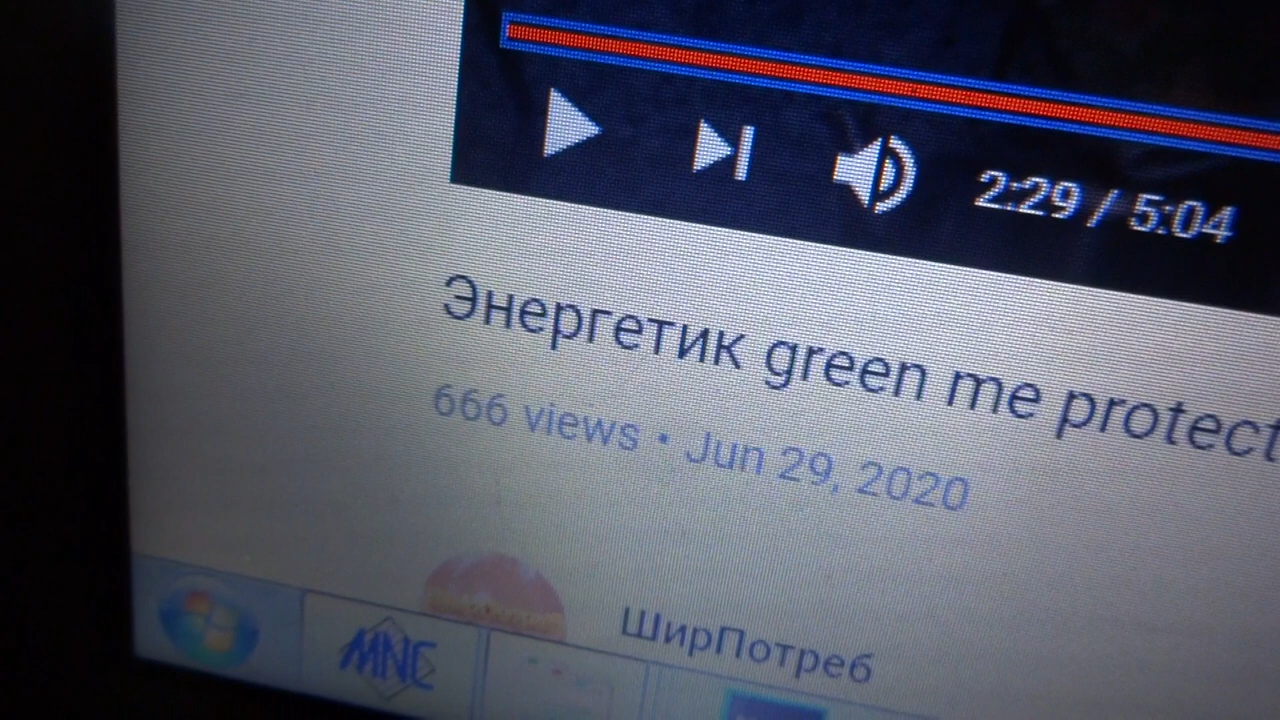 2:29 / 5:04
Энергетик green me protect
666 views • Jun 29, 2020
ШирПотреб
MNC